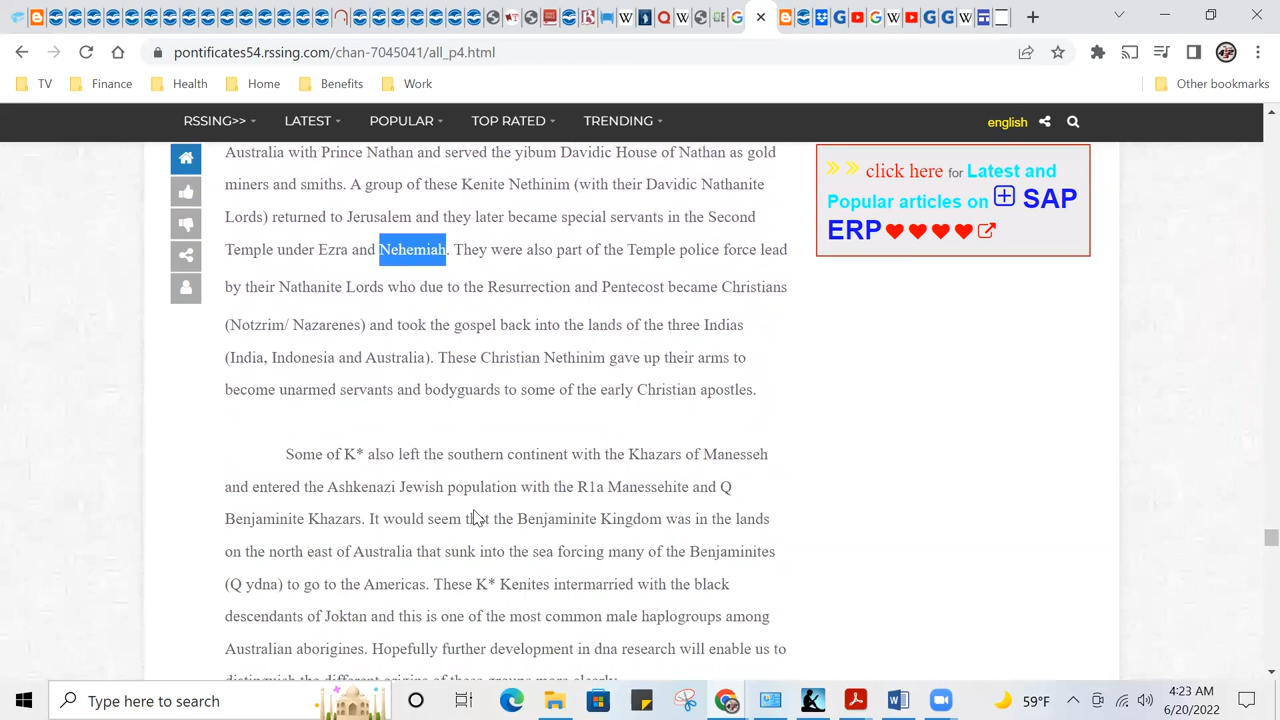 pontificates54.rssing.com/chan-7045041/all_p4.html
TV Finance Health Home Benefits Work Other bookmarks
RSSING>> LATEST POPULAR TOP RATED TRENDING english
Australia with Prince Nathan and served the yibum Davidic House of Nathan as gold
miners and smiths. A group of these Kenite Nethinim (with their Davidic Nathanite
Lords) returned to Jerusalem and they later became special servants in the Second
Temple under Ezra and Nehemiah. They were also part of the Temple police force lead
by their Nathanite Lords who due to the Resurrection and Pentecost became Christians
(Notzrim/ Nazarenes) and took the gospel back into the lands of the three Indias
(India, Indonesia and Australia). These Christian Nethinim gave up their arms to
become unarmed servants and bodyguards to some of the early Christian apostles.
Some of K* also left the southern continent with the Khazars of Manesseh
and entered the Ashkenazi Jewish population with the R1a Manessehite and Q
Benjaminite Khazars. It would seem that the Benjaminite Kingdom was in the lands
on the north east of Australia that sunk into the sea forcing many of the Benjaminites
(Q ydna) to go to the Americas. These K* Kenites intermarried with the black
descendants of Joktan and this is one of the most common male haplogroups among
Australian aborigines. Hopefully further development in dna research will enable us to
distinguish the different origins of these groups more clearly.
click here for Latest and
Popular articles on SAP
ERP
Type here to search
59°F
4:23 AM
6/20/2022